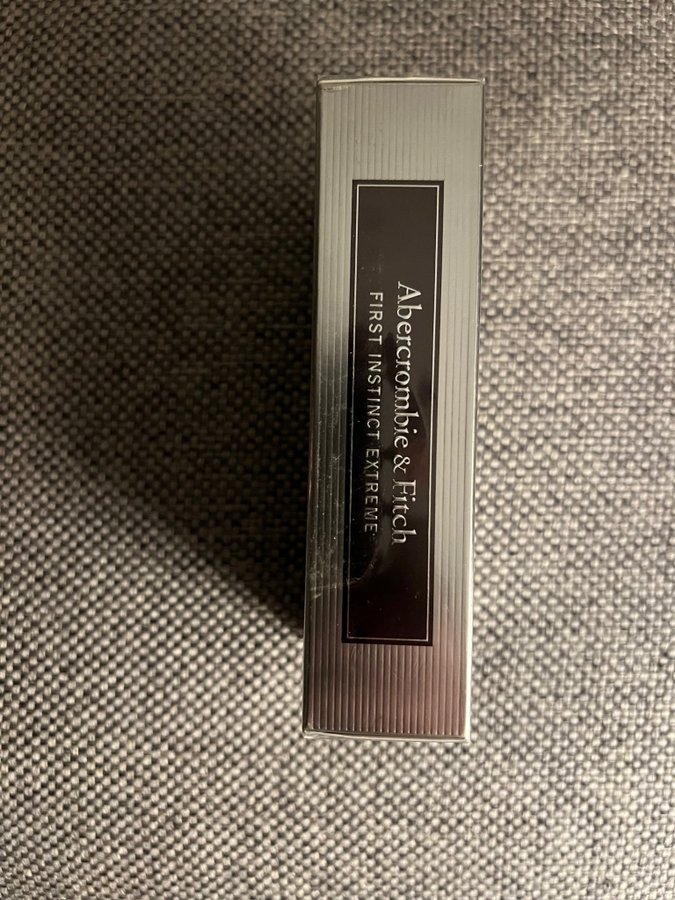 Abercrombie & Fitch
FIRST INSTINCT EXTREME